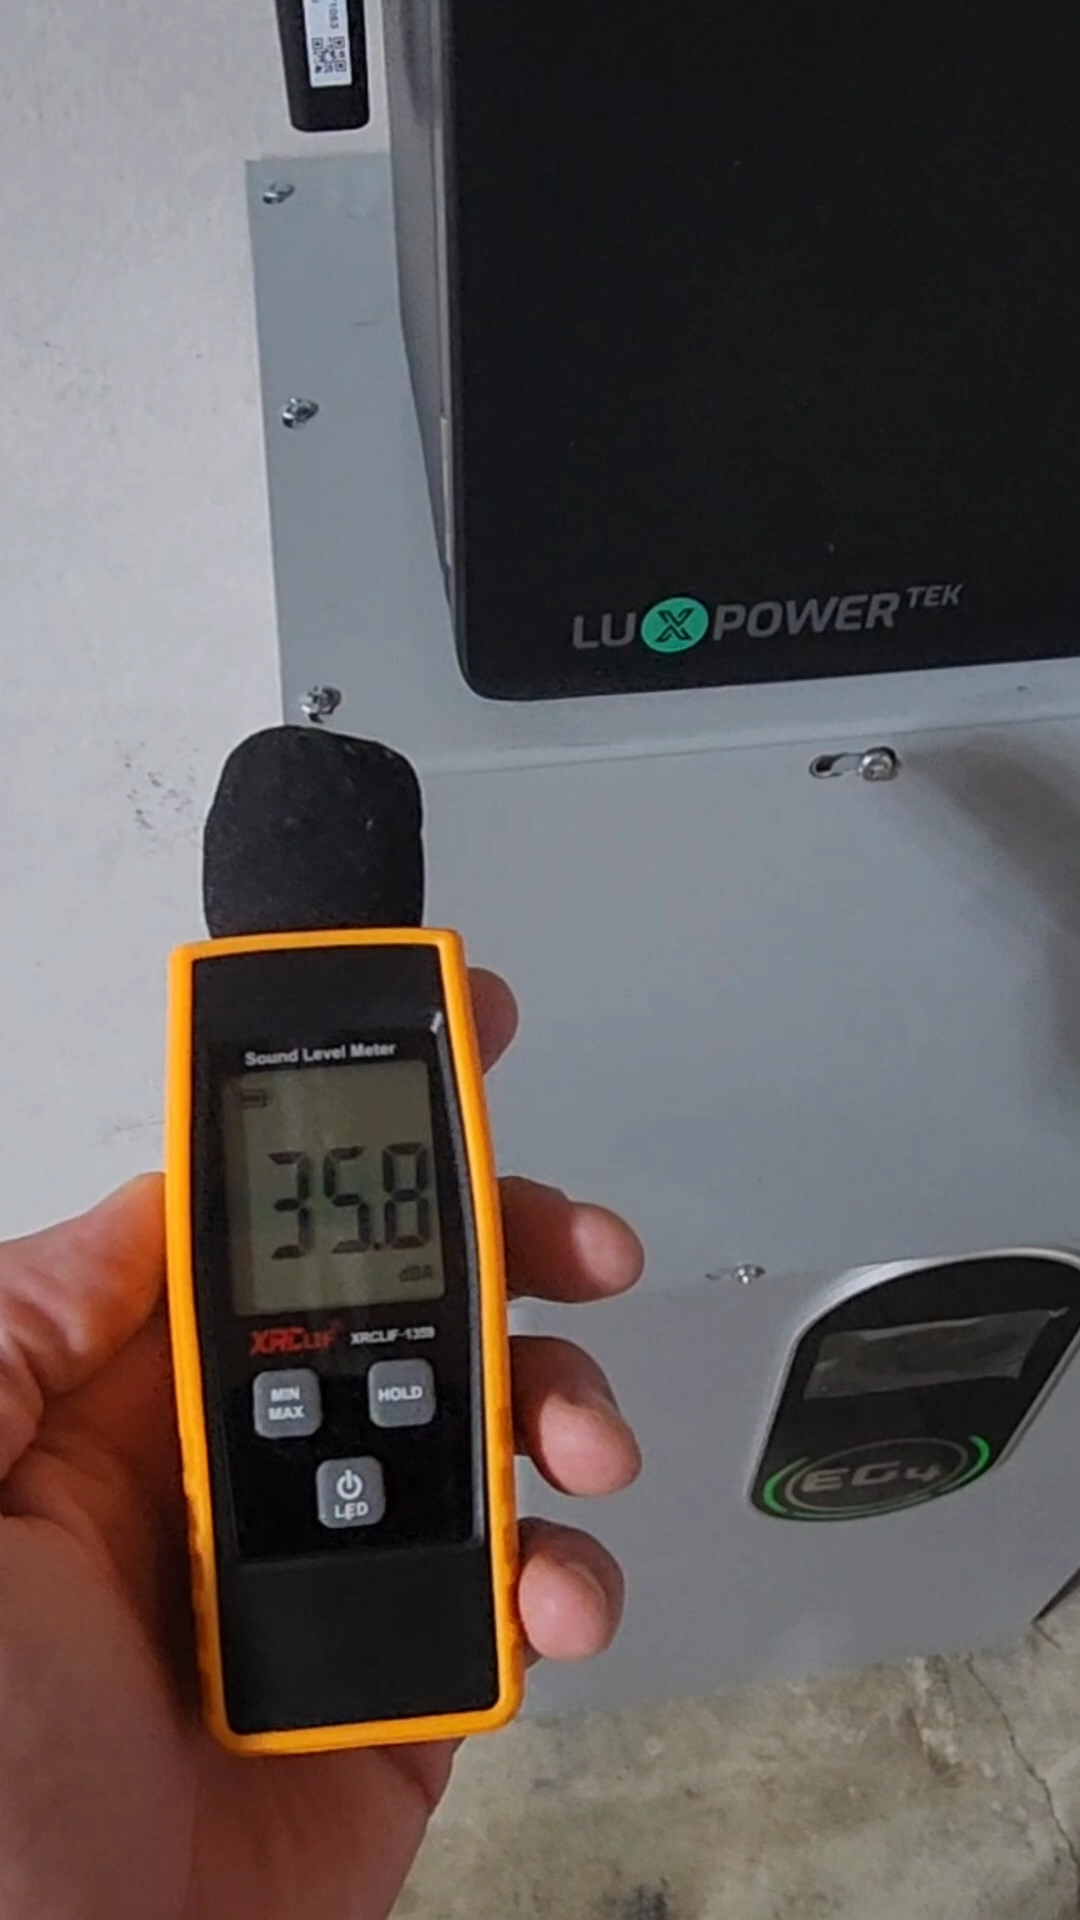 LUXPOWER TEK
Sound Level Meter
35.8
dBA
XRCLIF XRCLIF-1359
MIN
MAX
HOLD
LED
EG4